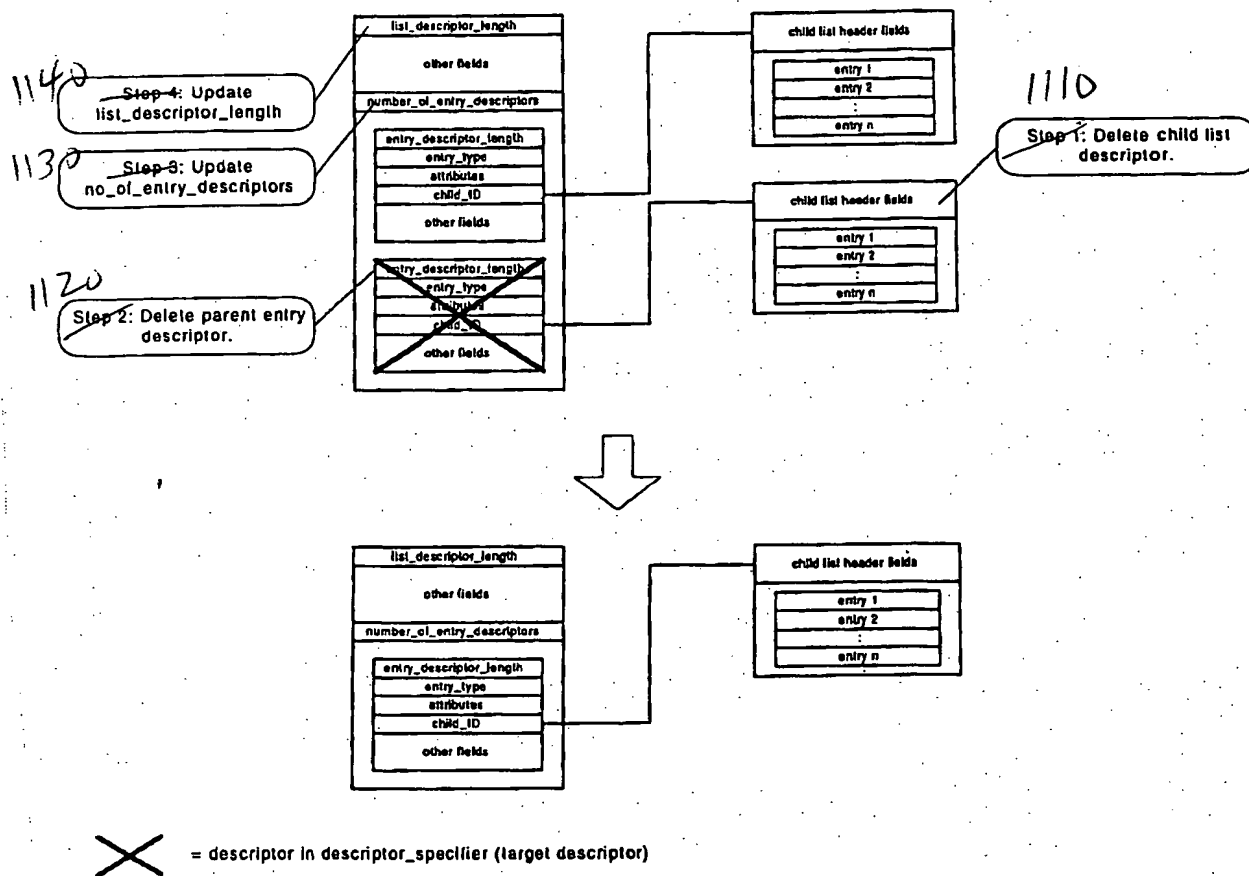 list_descriptor_length
other fields
number_of_entry_descriptors
entry_descriptor_length
entry_type
attributes
child_ID
other fields
entry_descriptor_length
entry_type
attributes
child_ID
other fields
1140
Step 4: Update
list_descriptor_length
1130
Step 3: Update
no_of_entry_descriptors
1120
Step 2: Delete parent entry
descriptor.
child list header fields
entry 1
entry 2
:
entry n
1110
Step 1: Delete child list
descriptor.
child list header fields
entry 1
entry 2
:
entry n
list_descriptor_length
other fields
number_of_entry_descriptors
entry_descriptor_length
entry_type
attributes
child_ID
other fields
child list header fields
entry 1
entry 2
:
entry n
= descriptor in descriptor_specifier (target descriptor)